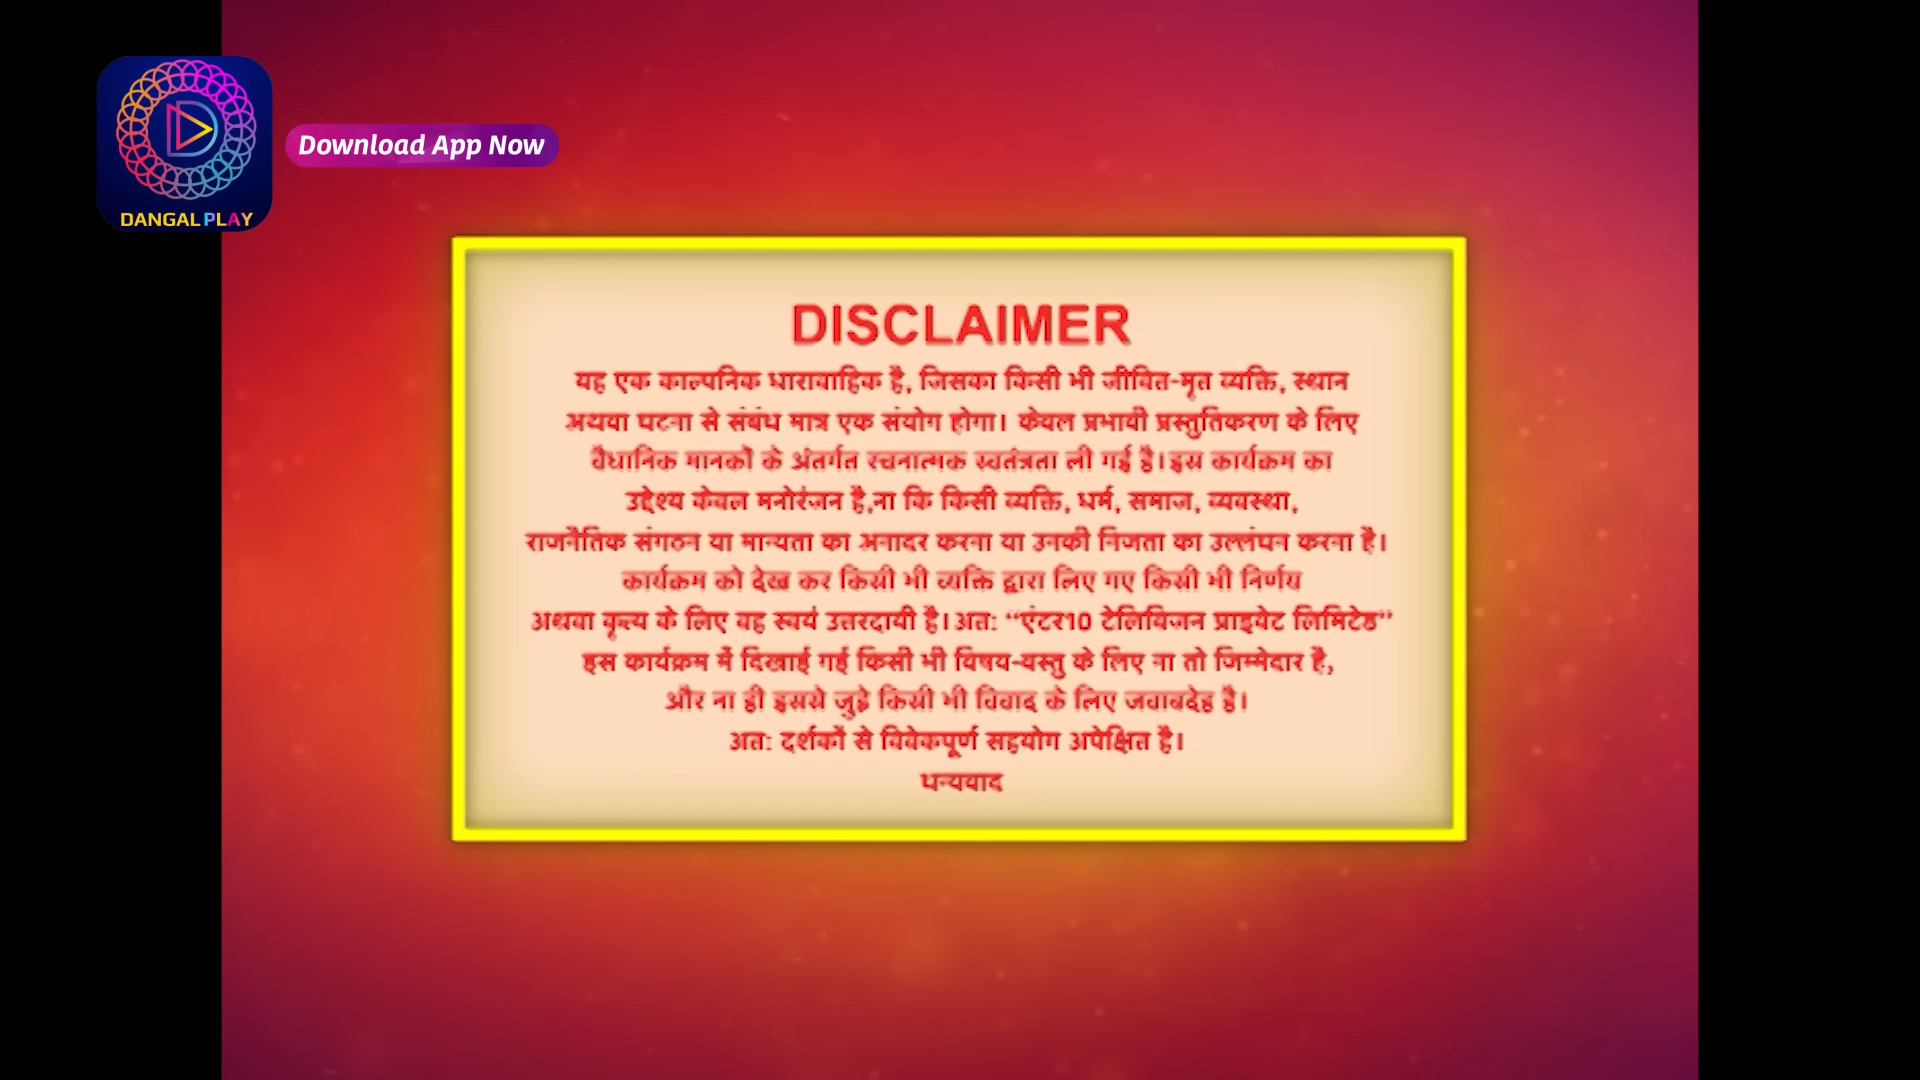 Download App Now
DANGAL PLAY
DISCLAIMER
यह एक काल्पनिक धारावाहिक है, जिसका किसी भी जीवित-मृत व्यक्ति, स्थान
अथवा घटना से संबंध मात्र एक संयोग होगा। केवल प्रभावी प्रस्तुतिकरण के लिए
वैधानिक मानकों के अंतर्गत रचनात्मक स्वतंत्रता ली गई है। इस कार्यक्रम का
उद्देश्य केवल मनोरंजन है,ना कि किसी व्यक्ति, धर्म, समाज, व्यवस्था,
राजनैतिक संगठन या मान्यता का अनादर करना या उनकी निजता का उल्लंघन करना है।
कार्यक्रम को देख कर किसी भी व्यक्ति द्वारा लिए गए किसी भी निर्णय
अथवा कृत्य के लिए वह स्वयं उत्तरदायी है। अत: “एंटर10 टेलिविजन प्राइवेट लिमिटेड”
इस कार्यक्रम में दिखाई गई किसी भी विषय-वस्तु के लिए ना तो जिम्मेदार है,
और ना ही इससे जुड़े किसी भी विवाद के लिए जवाबदेह है।
अत: दर्शकों से विवेकपूर्ण सहयोग अपेक्षित है।
धन्यवाद